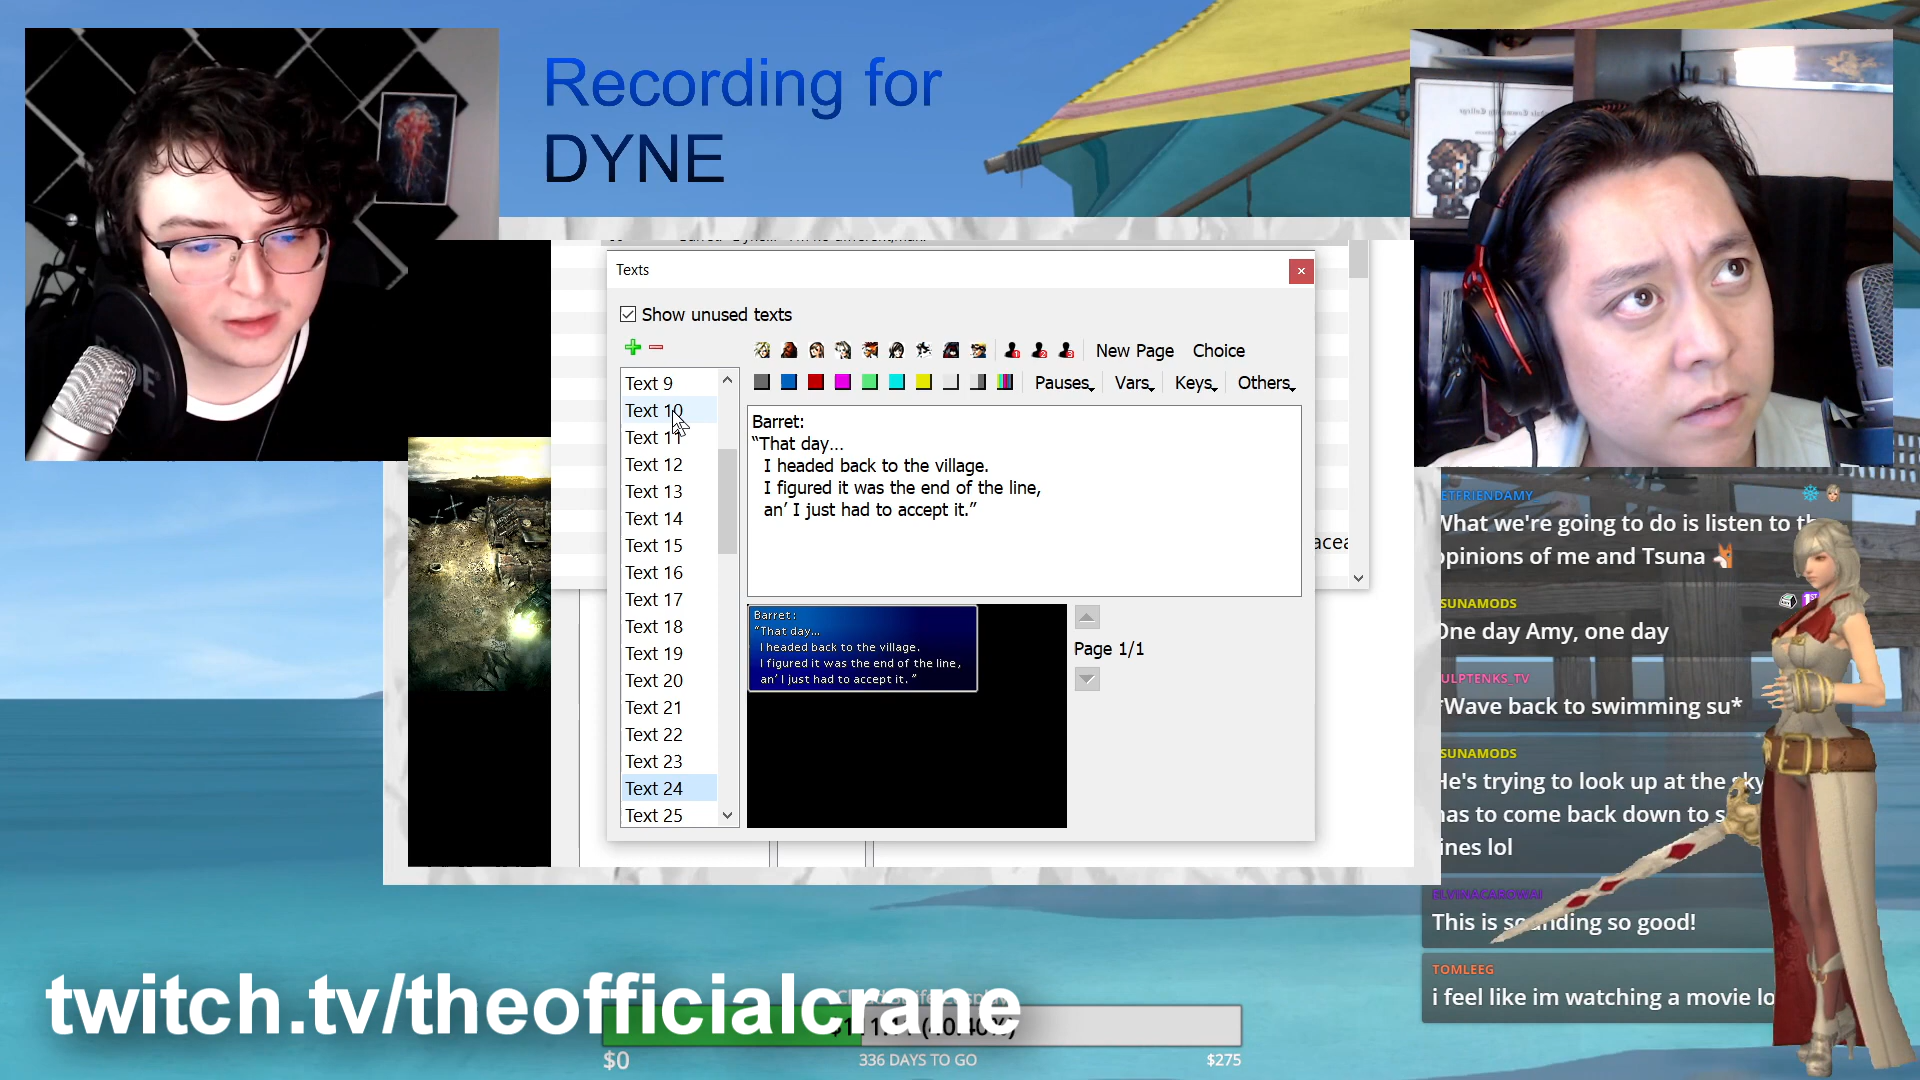 Recording for
DYNE
Texts
Show unused texts
New Page
Choice
Pauses
Vars
Keys
Others
Text 9
Text 10
Text 11
Text 12
Text 13
Text 14
Text 15
Text 16
Text 17
Text 18
Text 19
Text 20
Text 21
Text 22
Text 23
Text 24
Text 25
Barret:
“That day…
I headed back to the village.
I figured it was the end of the line,
an’ I just had to accept it.”
Barret:
“That day…
I headed back to the village.
I figured it was the end of the line,
an’ I just had to accept it.”
Page 1/1
ETFRIENDAMY
What we're going to do is listen to th
opinions of me and Tsuna
SUNAMODS
One day Amy, one day
ULPTENKS_TV
*Wave back to swimming su*
SUNAMODS
He's trying to look up at the sky
has to come back down to s
ines lol
This is sounding so good!
TOMLEEG
i feel like im watching a movie lo
twitch.tv/theofficialcrane
$0
336 DAYS TO GO
$275